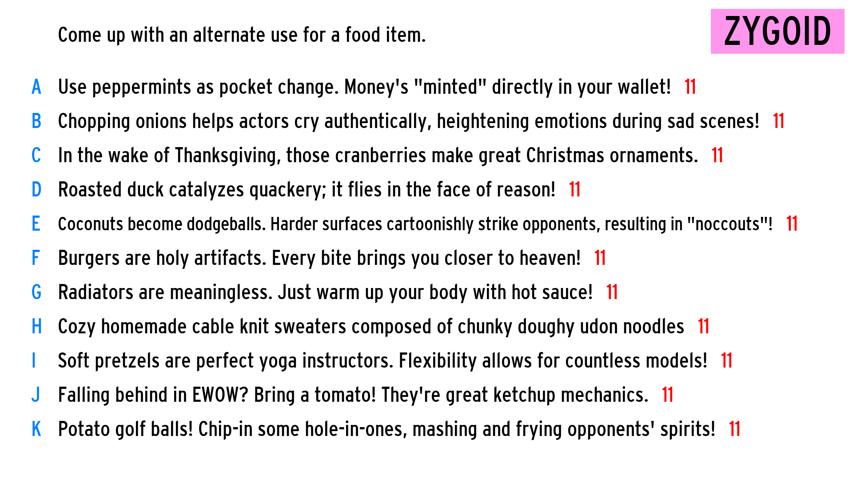 Come up with an alternate use for a food item.
ZYGOID
A Use peppermints as pocket change. Money's "minted" directly in your wallet! 11
B Chopping onions helps actors cry authentically, heightening emotions during sad scenes! 11
C In the wake of Thanksgiving, those cranberries make great Christmas ornaments. 11
D Roasted duck catalyzes quackery; it flies in the face of reason! 11
E Coconuts become dodgeballs. Harder surfaces cartoonishly strike opponents, resulting in "noccouts"! 11
F Burgers are holy artifacts. Every bite brings you closer to heaven! 11
G Radiators are meaningless. Just warm up your body with hot sauce! 11
H Cozy homemade cable knit sweaters composed of chunky doughy udon noodles 11
I Soft pretzels are perfect yoga instructors. Flexibility allows for countless models! 11
J Falling behind in EWOW? Bring a tomato! They're great ketchup mechanics. 11
K Potato golf balls! Chip-in some hole-in-ones, mashing and frying opponents' spirits! 11